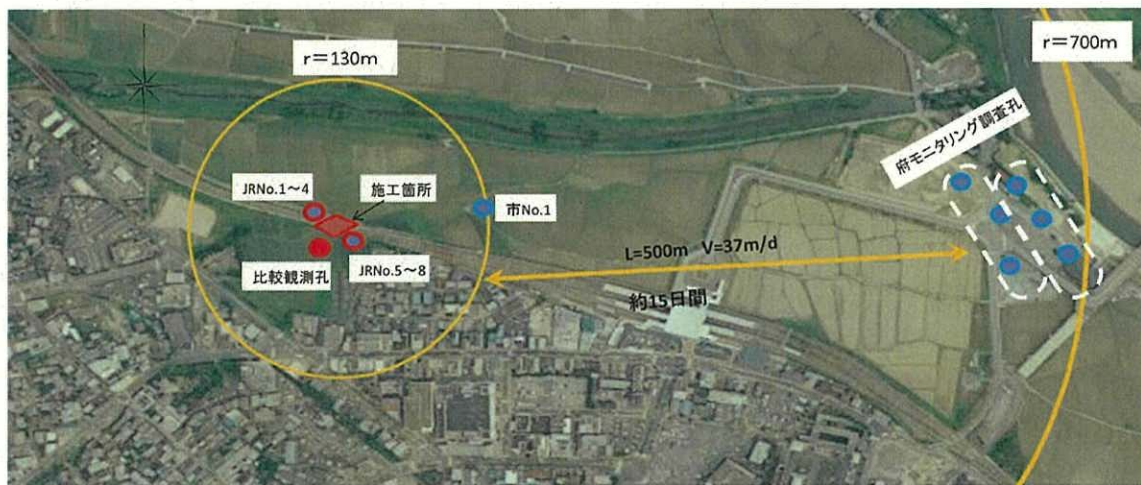 r=130m
r=700m
府モニタリング調査孔
JRNo.1~4
施工箇所
市No.1
L=500m V=37m/d
比較観測孔
JRNo.5~8
約15日間